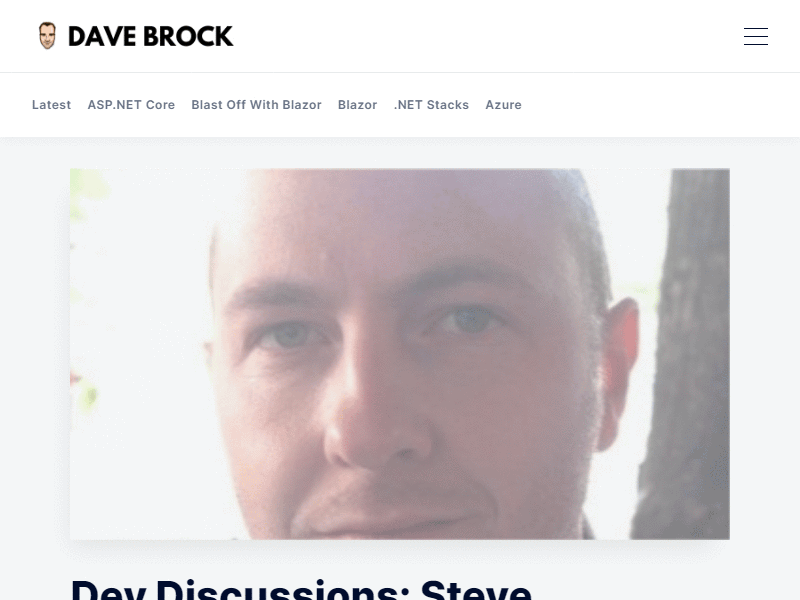 DAVE BROCK
Latest ASP.NET Core Blast Off With Blazor Blazor .NET Stacks Azure
Dev Discussions: Steve